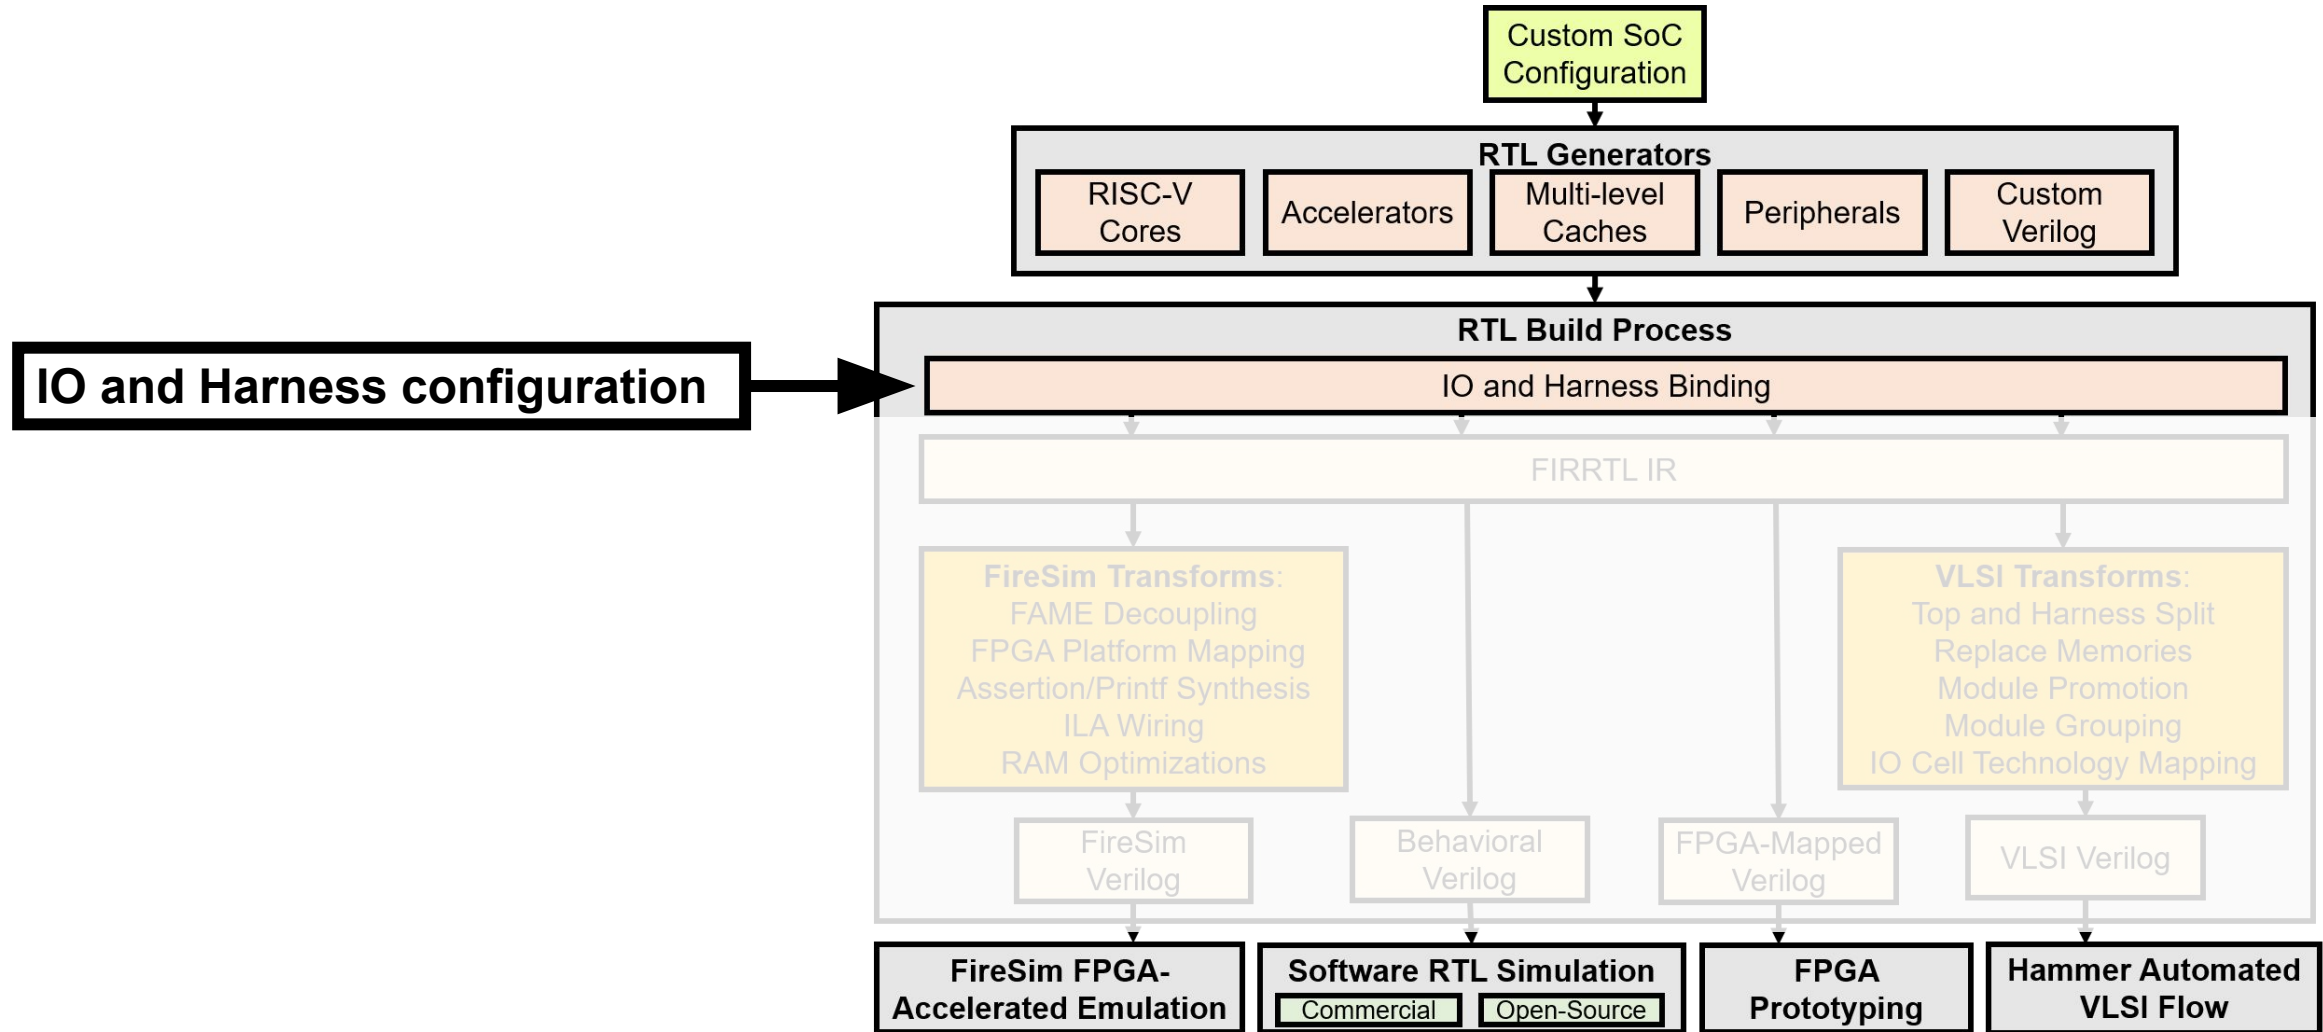 Custom SoC
Configuration
RTL Generators
RISC-V
Cores
Accelerators
Multi-level
Caches
Peripherals
Custom
Verilog
RTL Build Process
IO and Harness configuration
IO and Harness Binding
FIRRTL IR
FireSim Transforms:
FAME Decoupling
FPGA Platform Mapping
Assertion/Printf Synthesis
ILA Wiring
RAM Optimizations
VLSI Transforms:
Top and Harness Split
Replace Memories
Module Promotion
Module Grouping
IO Cell Technology Mapping
FireSim
Verilog
Behavioral
Verilog
FPGA-Mapped
Verilog
VLSI Verilog
FireSim FPGA-
Accelerated Emulation
Software RTL Simulation
Commercial
Open-Source
FPGA
Prototyping
Hammer Automated
VLSI Flow